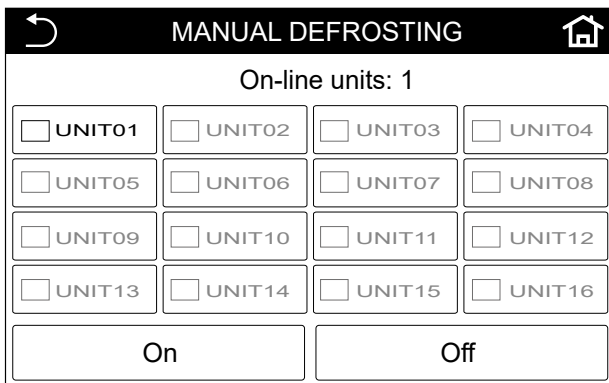 MANUAL DEFROSTING
On-line units: 1
UNIT01 UNIT02 UNIT03 UNIT04
UNIT05 UNIT06 UNIT07 UNIT08
UNIT09 UNIT10 UNIT11 UNIT12
UNIT13 UNIT14 UNIT15 UNIT16
On Off